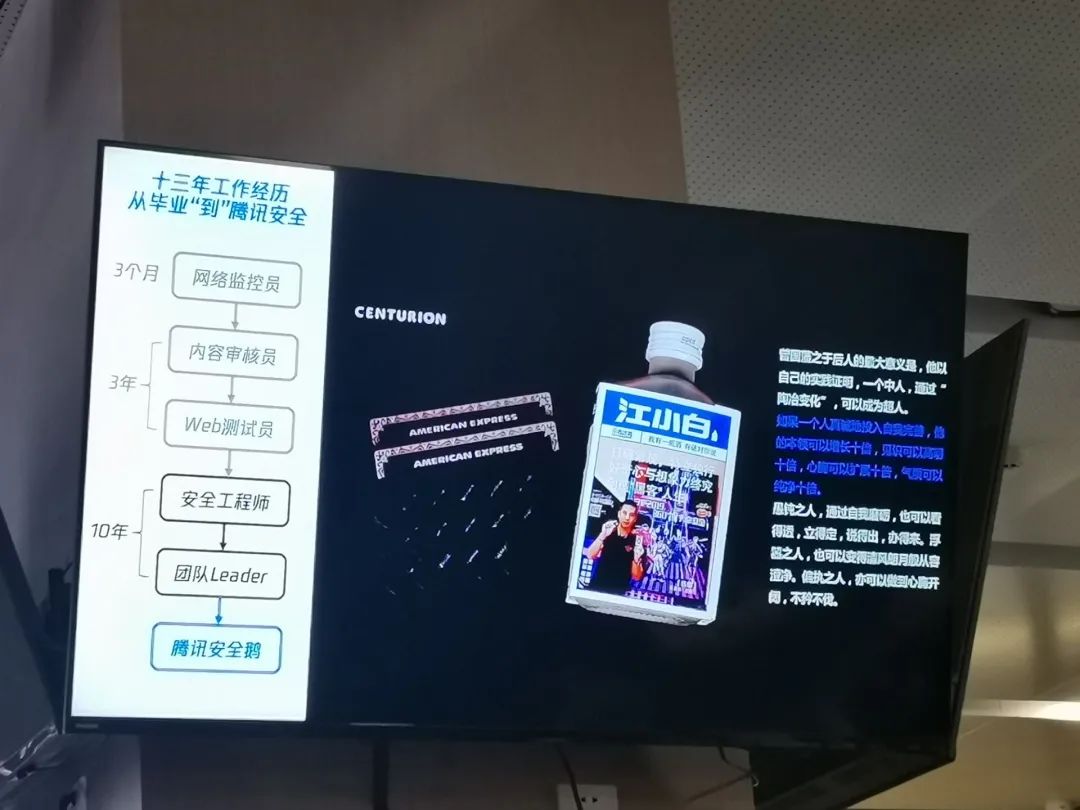 十三年工作经历
从毕业“到”腾讯安全
3个月
网络监控员
内容审核员
3年
Web测试员
安全工程师
10年
团队Leader
腾讯安全鹅
CENTURION
AMERICAN EXPRESS
AMERICAN EXPRESS
江小白
我有一瓶酒 有话对你说
之于后人的最大意义是，他以
自己的实践证明，一个中人，通过“
陶冶变化”，可以成为超人。
如果一个人真诚地投入自我完善，他
的本领可以增长十倍，见识可以高明
十倍，心胸可以扩展十倍，气质可以
纯净十倍。
愚钝之人，通过自我磨砺，也可以看
得透，立得定，说得出，办得来。浮
之人，也可以变得清风朗月般从容
澄净。偏执之人，亦可以做到心胸开
阔，不矜不伐。